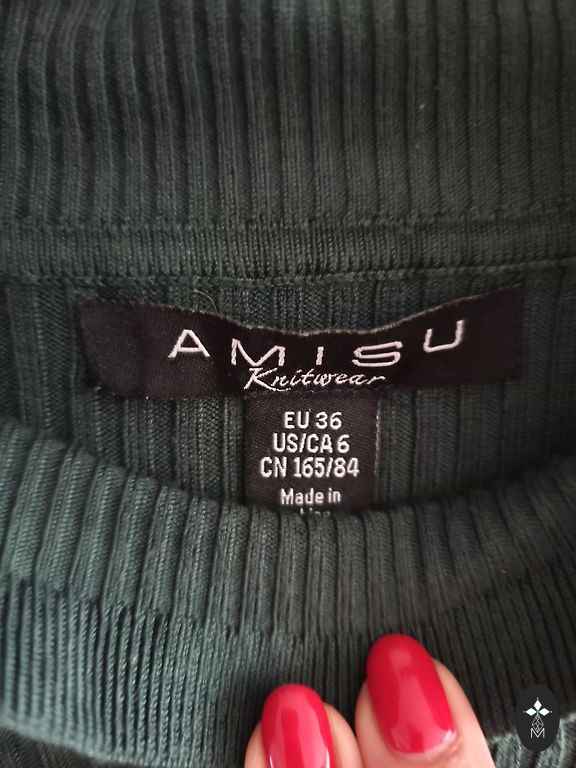 AMISU
Knitwear
EU 36
US/CA 6
CN 165/84
Made in